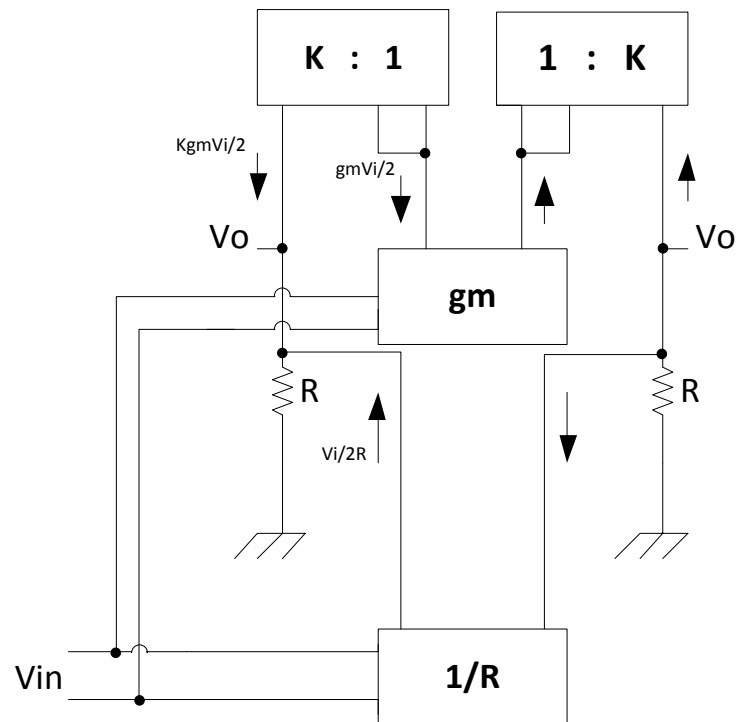 K : 1
1 : K
KgmVi/2
gmVi/2
Vo
Vo
gm
R
R
Vi/2R
Vin
1/R